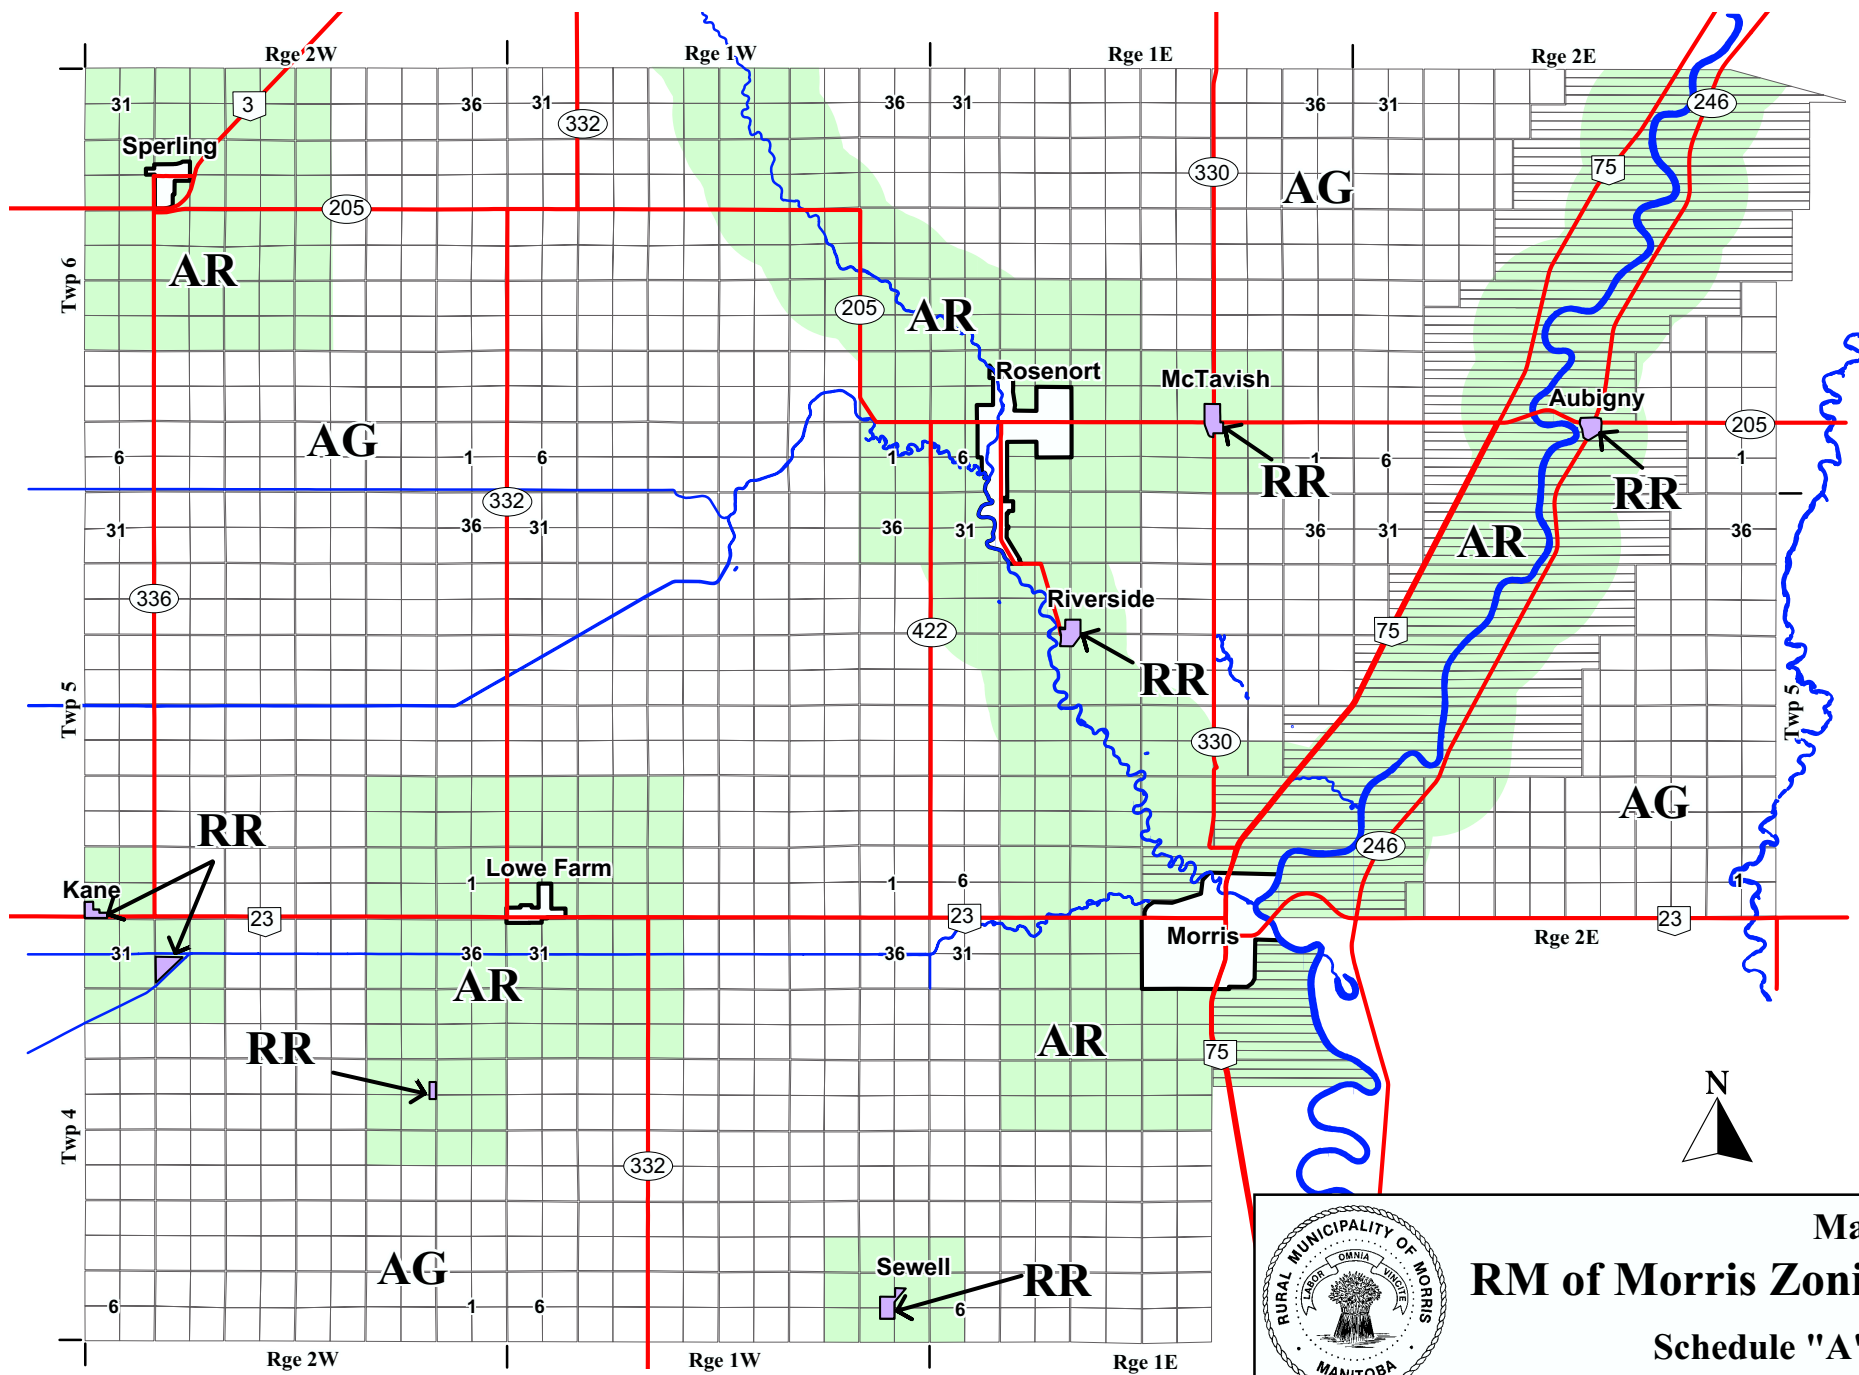 Rge 2W
Rge 1W
Rge 1E
Rge 2E
31
3
36
31
332
36
31
36
31
246
Sperling
330
AG
75
205
Twp 6
AR
205
AR
Rosenort
McTavish
Aubigny
205
AG
6
1
6
1
6
1
6
1
RR
RR
332
31
36
31
36
31
36
31
36
AR
336
Riverside
422
75
RR
Twp 5
Twp 5
330
AG
RR
246
Lowe Farm
Kane
1
1
6
1
23
23
23
Morris
Rge 2E
31
36
31
36
31
AR
RR
AR
75
N
Twp 4
332
AG
Sewell
RR
6
1
6
6
Rge 2W
Rge 1W
Rge 1E
RURAL MUNICIPALITY OF MORRIS
LABOR OMNIA VINCITE
MANITOBA
Ma
RM of Morris Zoni
Schedule "A"